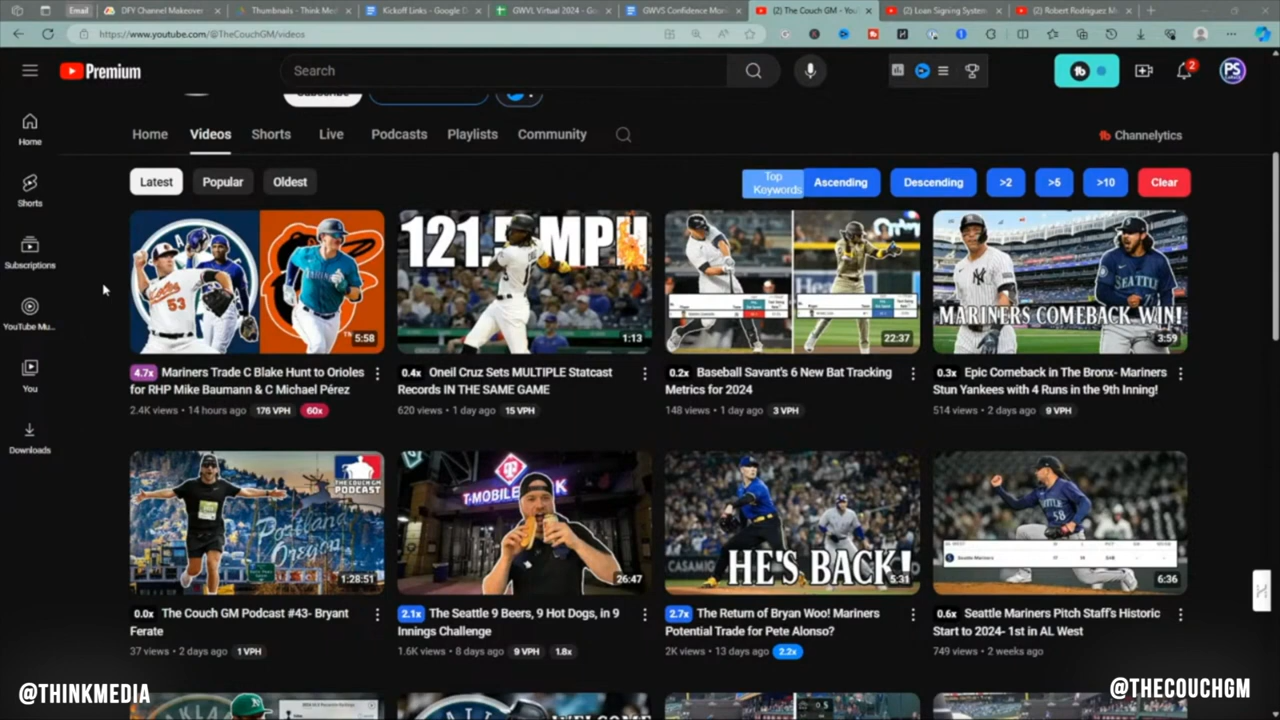 Email
DFY Channel Makeover
Thumbnails - Think Med
Kickoff Links - Google D
GWVL Virtual 2024 - Go
GWVS Confidence Mon
(2) The Couch GM - You
(2) Loan Signing System
(2) Robert Rodriguez M
https://www.youtube.com/@TheCouchGM/videos
Premium
Search
2
PS
Home
Shorts
Subscriptions
YouTube Mu...
You
Downloads
Home
Videos
Shorts
Live
Podcasts
Playlists
Community
Channelytics
Latest
Popular
Oldest
Top
Keywords
Ascending
Descending
>2
>5
>10
Clear
53
5:58
121.5 MPH
1:13
22:37
SEATTLE
MARINERS COMEBACK WIN!
3:59
4.7x Mariners Trade C Blake Hunt to Orioles
for RHP Mike Baumann & C Michael Pérez
2.4K views • 14 hours ago 176 VPH 60x
0.4x Oneil Cruz Sets MULTIPLE Statcast
Records IN THE SAME GAME
620 views • 1 day ago 15 VPH
0.2x Baseball Savant's 6 New Bat Tracking
Metrics for 2024
148 views • 1 day ago 3 VPH
0.3x Epic Comeback in The Bronx- Mariners
Stun Yankees with 4 Runs in the 9th Inning!
514 views • 2 days ago 9 VPH
THE COUCH GM
PODCAST
Portland
Oregon
1:28:51
T-MOBILE PARK
26:47
HE'S BACK!
5:31
58
Seattle Mariners
6:36
0.0x The Couch GM Podcast #43- Bryant
Ferate
37 views • 2 days ago 1 VPH
2.1x The Seattle 9 Beers, 9 Hot Dogs, in 9
Innings Challenge
1.6K views • 8 days ago 9 VPH 1.8x
2.7x The Return of Bryan Woo! Mariners
Potential Trade for Pete Alonso?
2K views • 13 days ago 2.2x
0.6x Seattle Mariners Pitch Staff's Historic
Start to 2024- 1st in AL West
749 views • 2 weeks ago
@THINKMEDIA
@THECOUCHGM